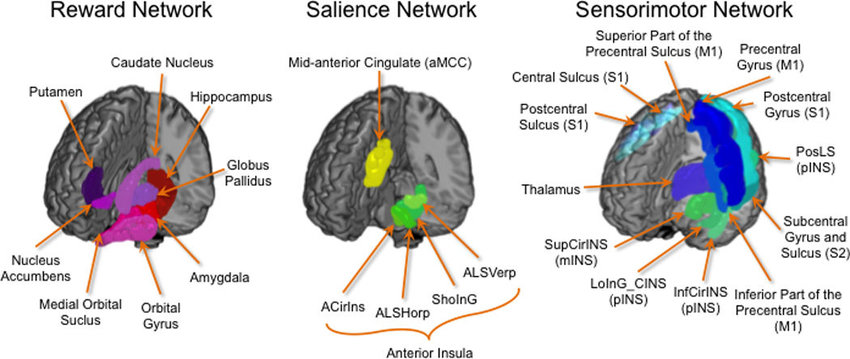 Reward Network
Caudate Nucleus
Putamen
Hippocampus
Globus
Pallidus
Nucleus
Accumbens
Amygdala
Medial Orbital
Suclus
Orbital
Gyrus
Salience Network
Mid-anterior Cingulate (aMCC)
ALSVerp
ACirIns
ShoInG
ALSHorp
Anterior Insula
Sensorimotor Network
Superior Part of the
Precentral Sulcus (M1)
Precentral
Gyrus (M1)
Central Sulcus (S1)
Postcentral
Gyrus (S1)
Postcentral
Sulcus (S1)
PosLS
(pINS)
Thalamus
Subcentral
Gyrus and
Sulcus (S2)
SupCirINS
(mINS)
LoInG_CINS
(pINS)
InfCirINS
(pINS)
Inferior Part of the
Precentral Sulcus
(M1)